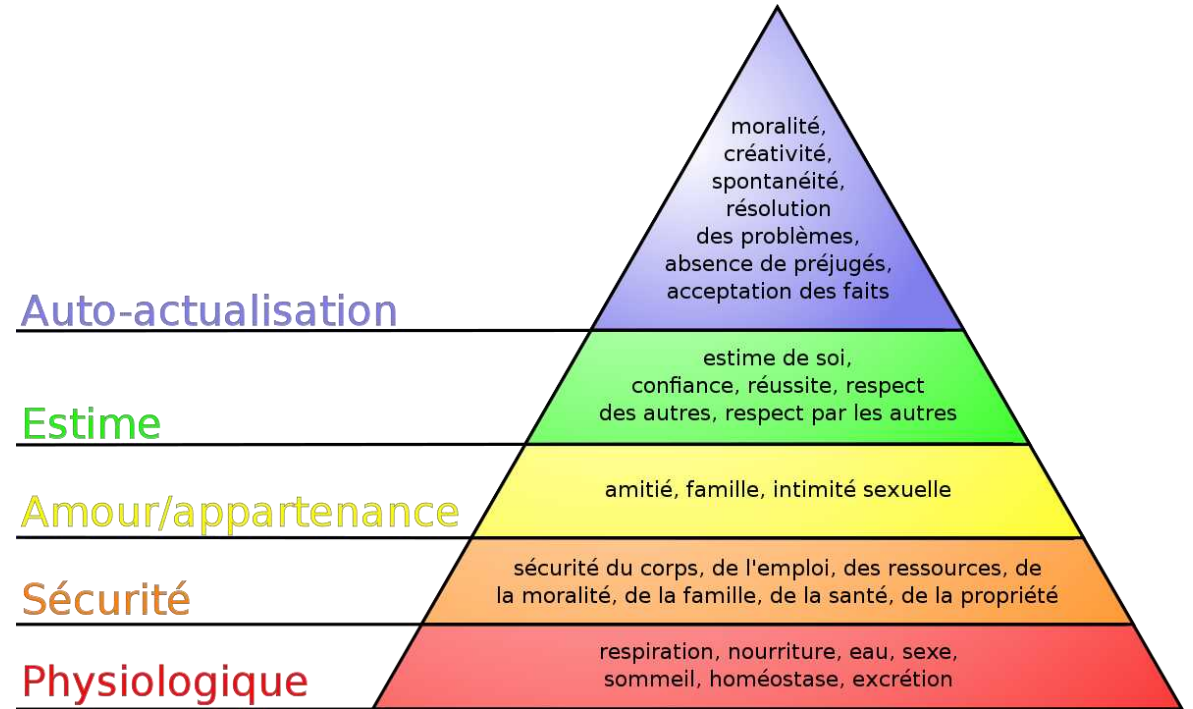 moralité,
créativité,
spontanéité,
résolution
des problèmes,
absence de préjugés,
acceptation des faits
Auto-actualisation
estime de soi,
confiance, réussite, respect
des autres, respect par les autres
Estime
amitié, famille, intimité sexuelle
Amour/appartenance
sécurité du corps, de l'emploi, des ressources, de
la moralité, de la famille, de la santé, de la propriété
Sécurité
respiration, nourriture, eau, sexe,
sommeil, homéostase, excrétion
Physiologique